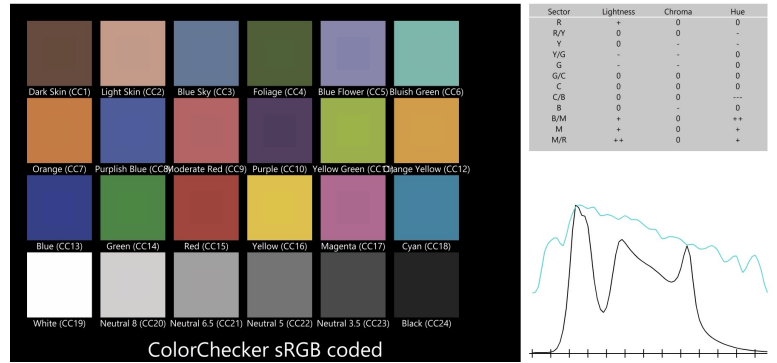 Dark Skin (CC1) Light Skin (CC2) Blue Sky (CC3) Foliage (CC4) Blue Flower (CC5) Bluish Green (CC6)
Orange (CC7) Purplish Blue (CC8) Moderate Red (CC9) Purple (CC10) Yellow Green (CC11) Orange Yellow (CC12)
Blue (CC13) Green (CC14) Red (CC15) Yellow (CC16) Magenta (CC17) Cyan (CC18)
White (CC19) Neutral 8 (CC20) Neutral 6.5 (CC21) Neutral 5 (CC22) Neutral 3.5 (CC23) Black (CC24)
ColorChecker sRGB coded
Sector Lightness Chroma Hue
R + 0 0
R/Y 0 0 -
Y 0 - -
Y/G - - 0
G - - 0
G/C 0 0 0
C 0 0 0
C/B 0 0 ---
B 0 - 0
B/M + 0 ++
M + 0 +
M/R ++ 0 +